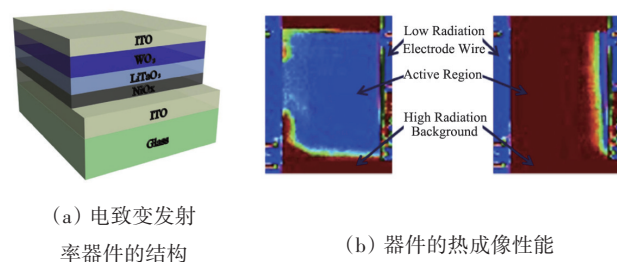 ITO
WO₃
LiTaO₃
NiOx
ITO
Glass
Low Radiation
Electrode Wire
Active Region
High Radiation
Background
(a) 电致变发射
率器件的结构
(b) 器件的热成像性能